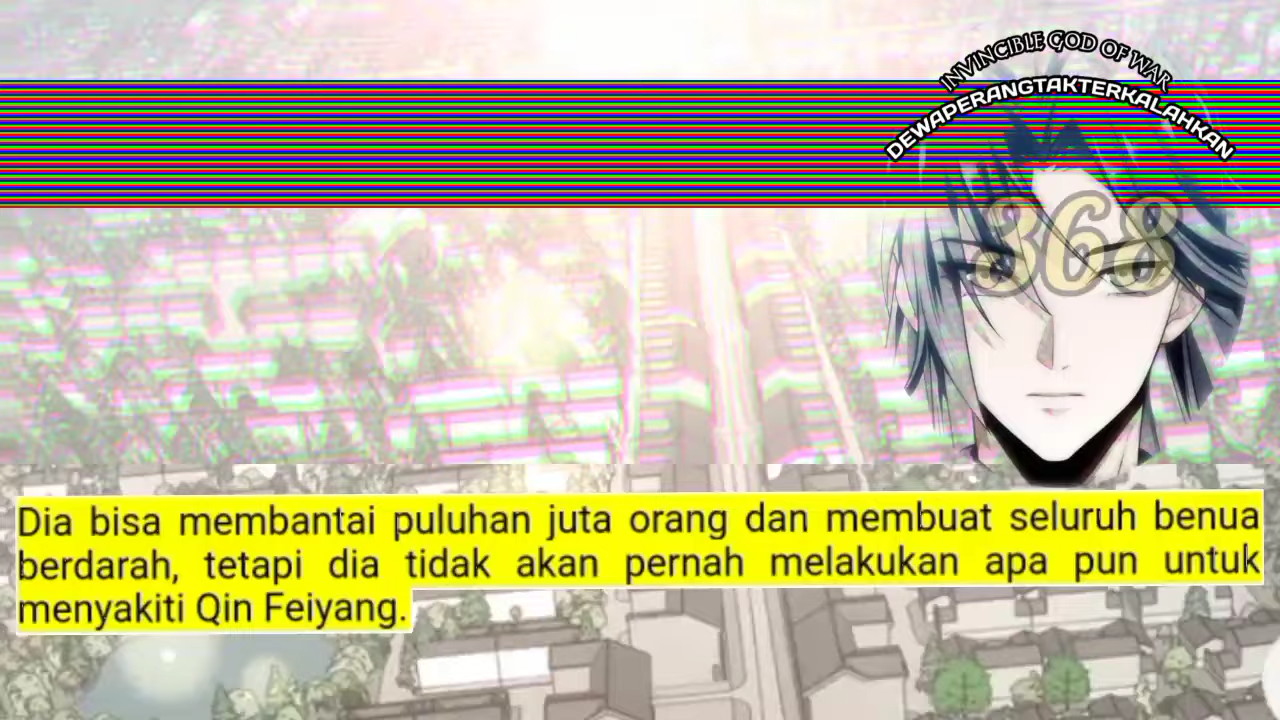 INVINCIBLE GOD OF WAR
DEWAPERANGTAKTERKALAHKAN
368
Dia bisa membantai puluhan juta orang dan membuat seluruh benua
berdarah, tetapi dia tidak akan pernah melakukan apa pun untuk
menyakiti Qin Feiyang.